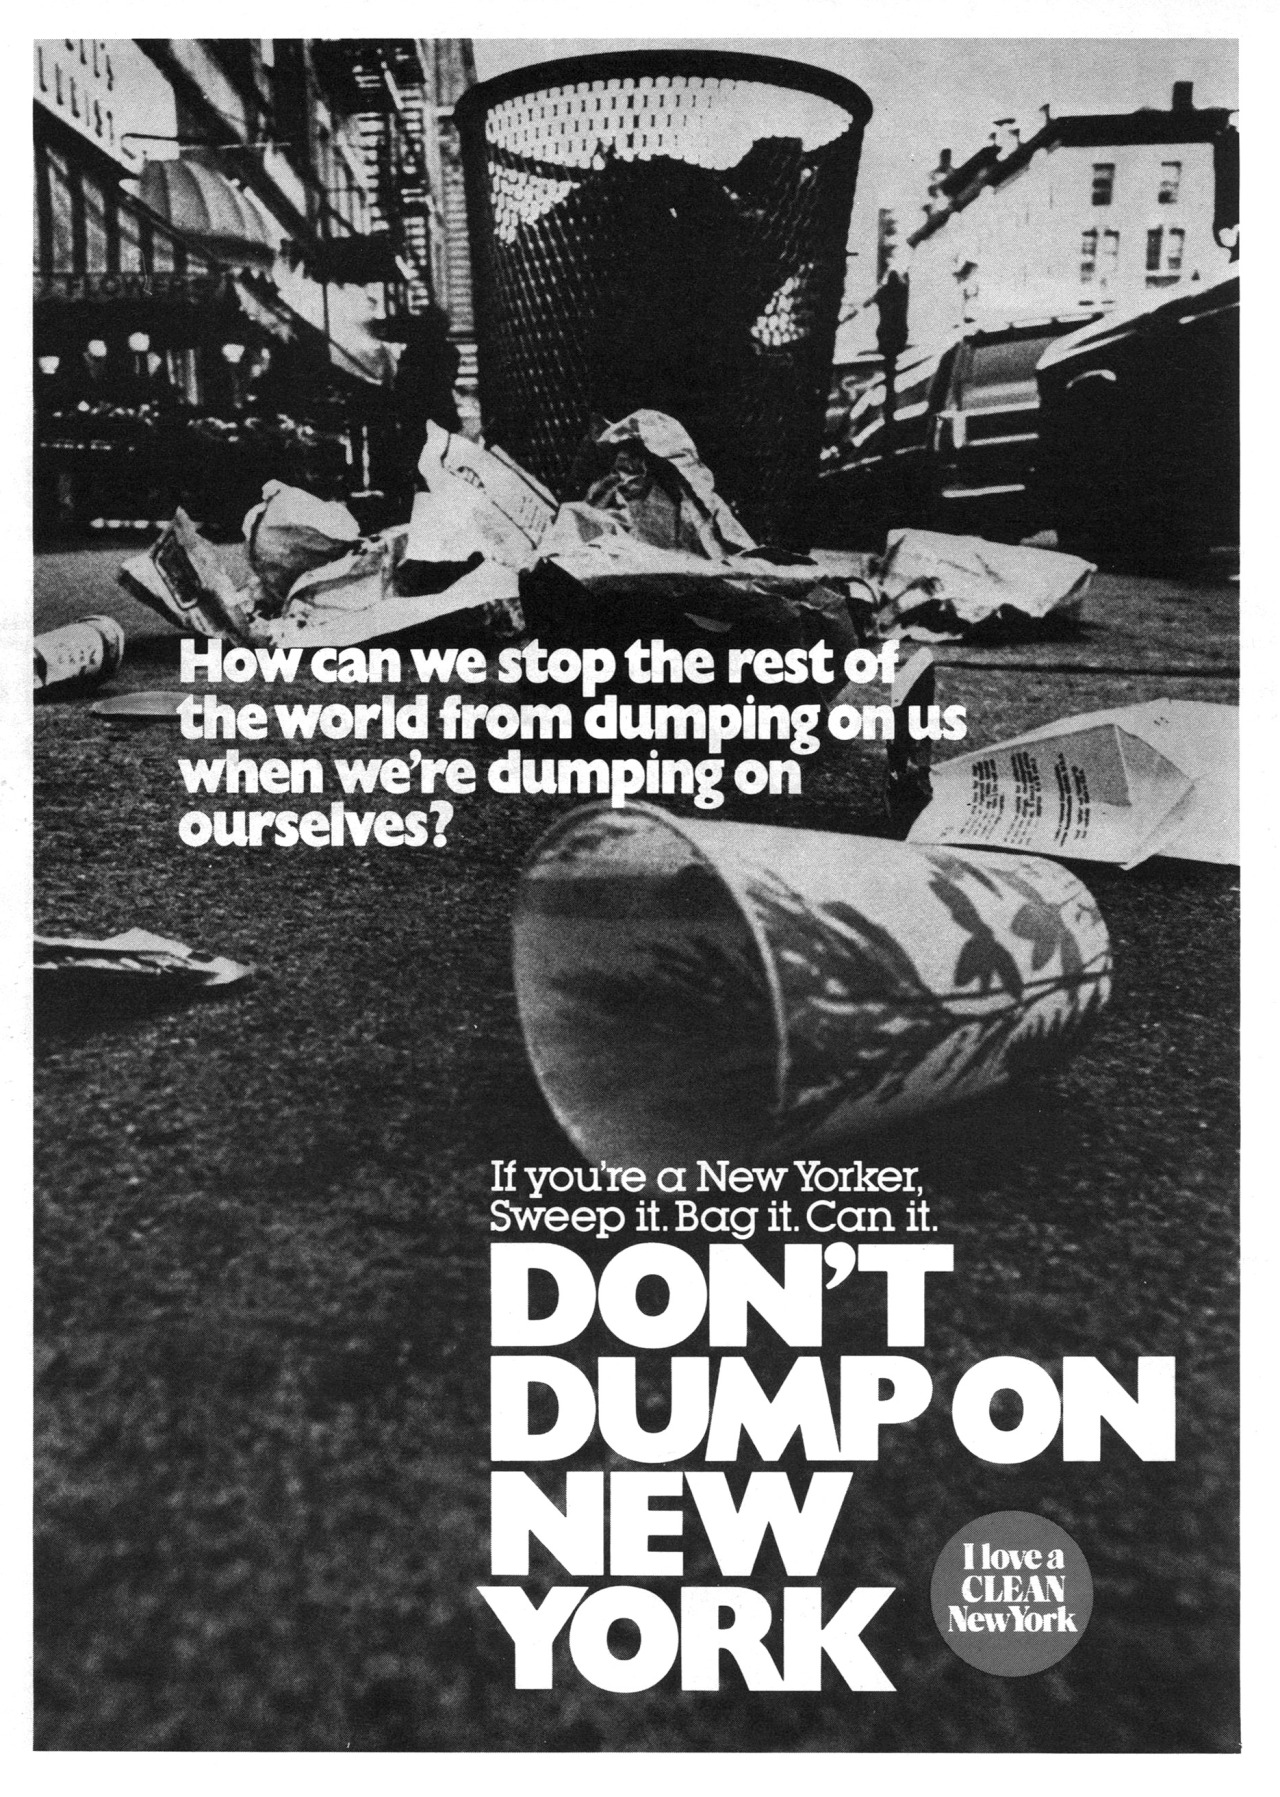 FLOWERS
How can we stop the rest of
the world from dumping on us
when we're dumping on
ourselves?
If you're a New Yorker,
Sweep it. Bag it. Can it.
DON'T
DUMP ON
NEW
YORK
I love a
CLEAN
New York